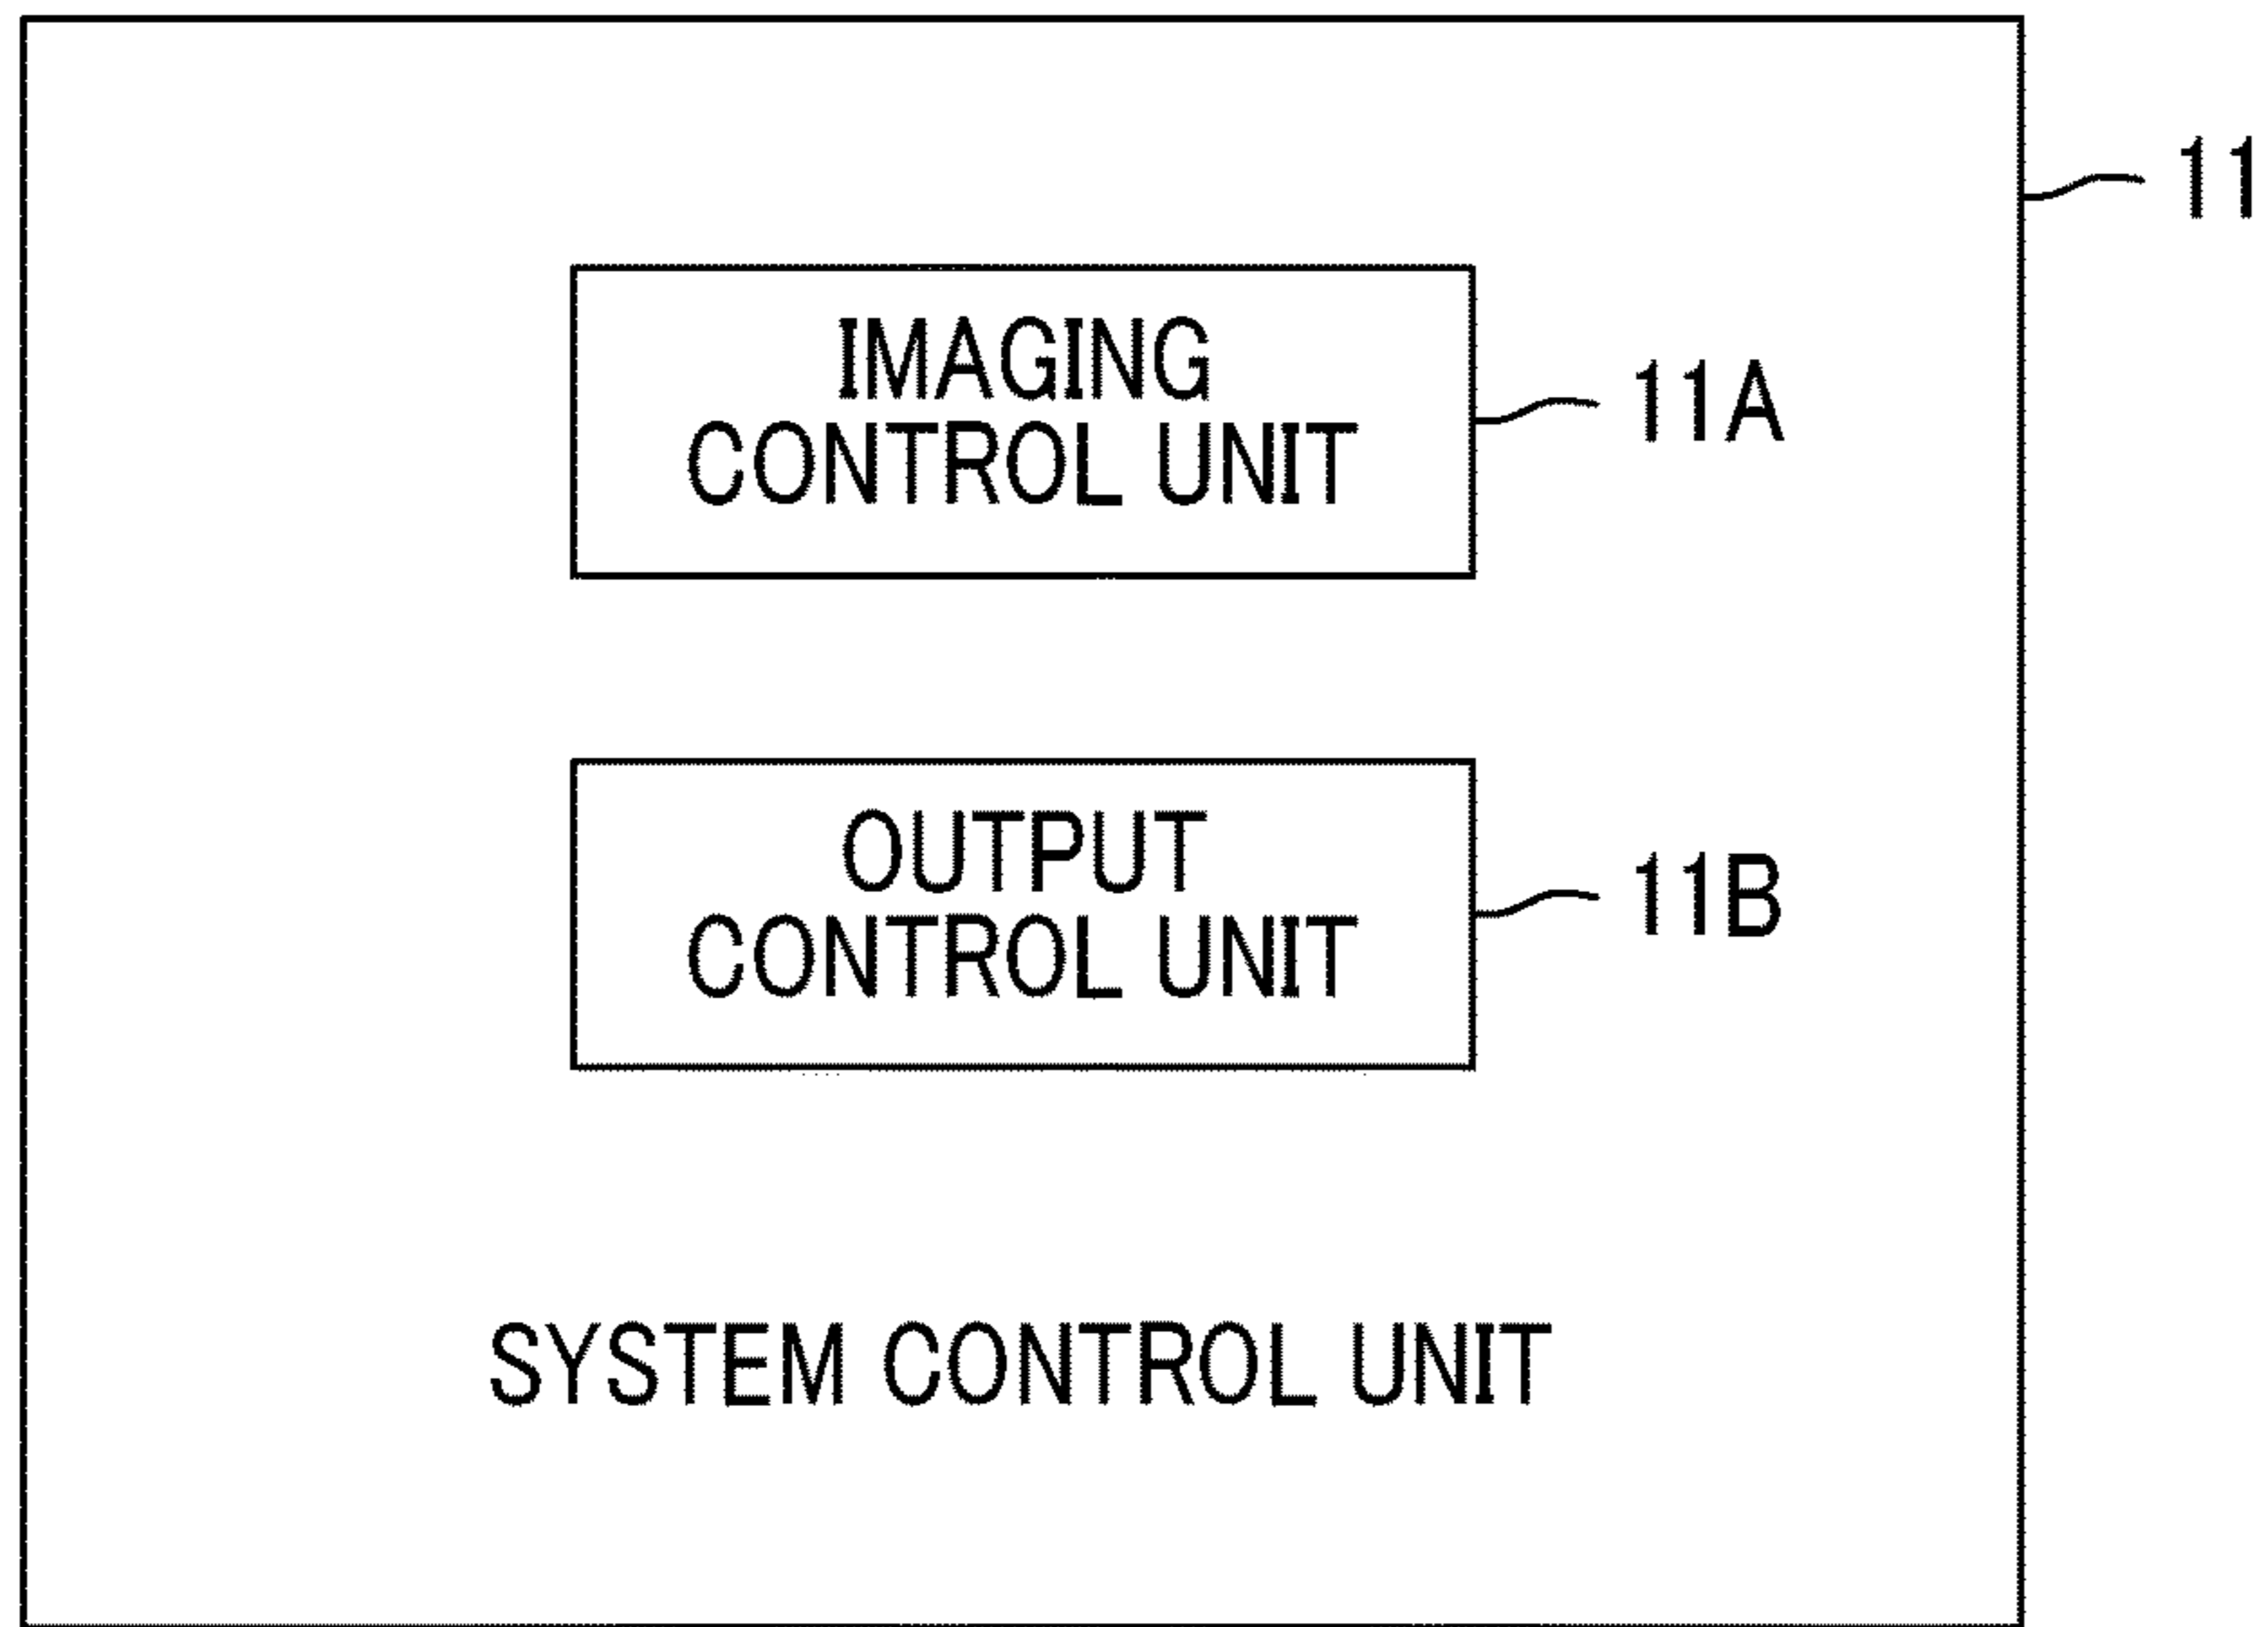 11
IMAGING
CONTROL UNIT
11A
OUTPUT
CONTROL UNIT
11B
SYSTEM CONTROL UNIT